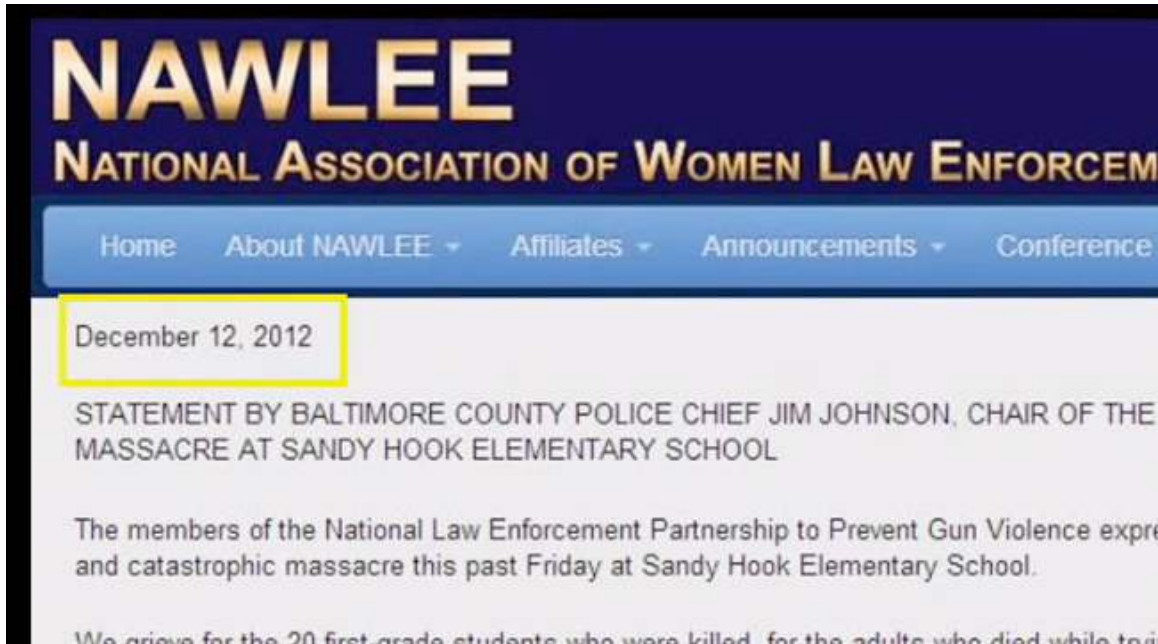 NAWLEE
NATIONAL ASSOCIATION OF WOMEN LAW ENFORCEM
Home About NAWLEE Affiliates Announcements Conference
December 12, 2012
STATEMENT BY BALTIMORE COUNTY POLICE CHIEF JIM JOHNSON, CHAIR OF THE
MASSACRE AT SANDY HOOK ELEMENTARY SCHOOL
The members of the National Law Enforcement Partnership to Prevent Gun Violence expre
and catastrophic massacre this past Friday at Sandy Hook Elementary School.
We grieve for the 20 first-grade students who were killed, for the adults who died while tryi